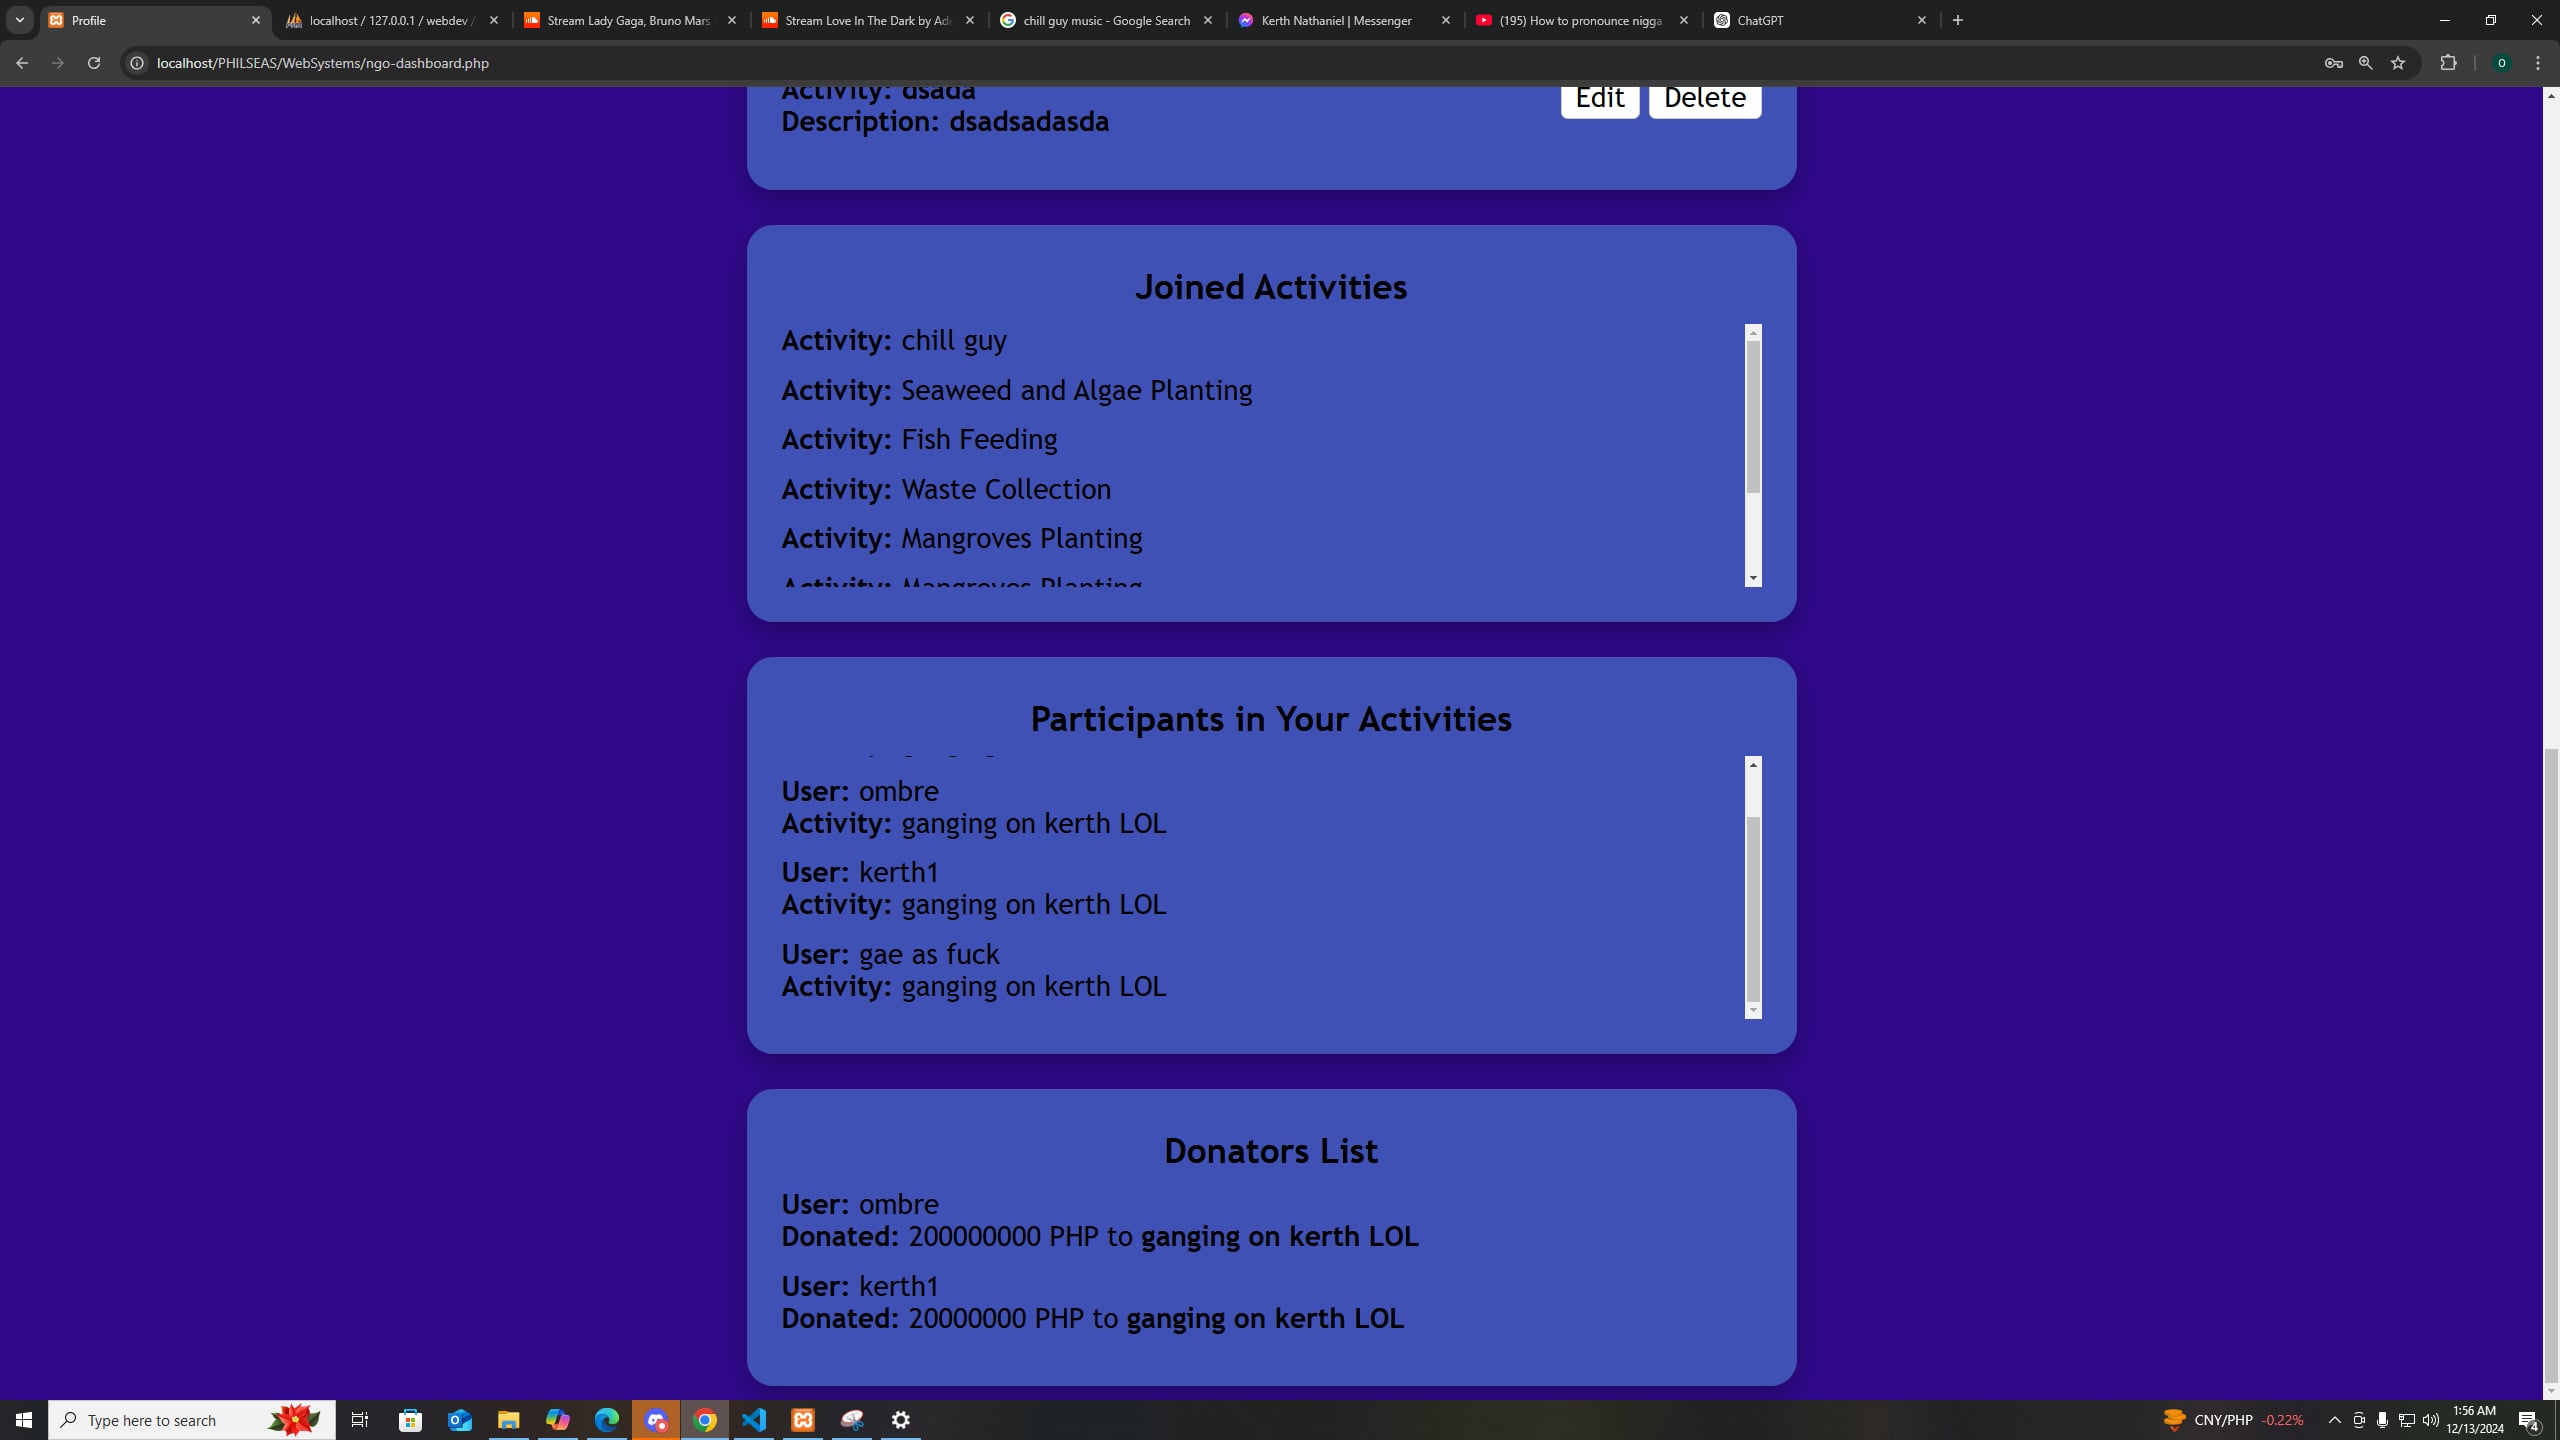 Profile
localhost / 127.0.0.1 / webdev /
Stream Lady Gaga, Bruno Mars
Stream Love In The Dark by Ade
chill guy music - Google Search
Kerth Nathaniel | Messenger
(195) How to pronounce nigga
ChatGPT
localhost/PHILSEAS/WebSystems/ngo-dashboard.php
O
Activity: dsada
Description: dsadsadasda
Edit
Delete
Joined Activities
Activity: chill guy
Activity: Seaweed and Algae Planting
Activity: Fish Feeding
Activity: Waste Collection
Activity: Mangroves Planting
Activity: Mangroves Planting
Participants in Your Activities
User: ombre
Activity: ganging on kerth LOL
User: kerth1
Activity: ganging on kerth LOL
User: gae as fuck
Activity: ganging on kerth LOL
Donators List
User: ombre
Donated: 200000000 PHP to ganging on kerth LOL
User: kerth1
Donated: 20000000 PHP to ganging on kerth LOL
Type here to search
CNY/PHP -0.22%
1:56 AM
12/13/2024
4